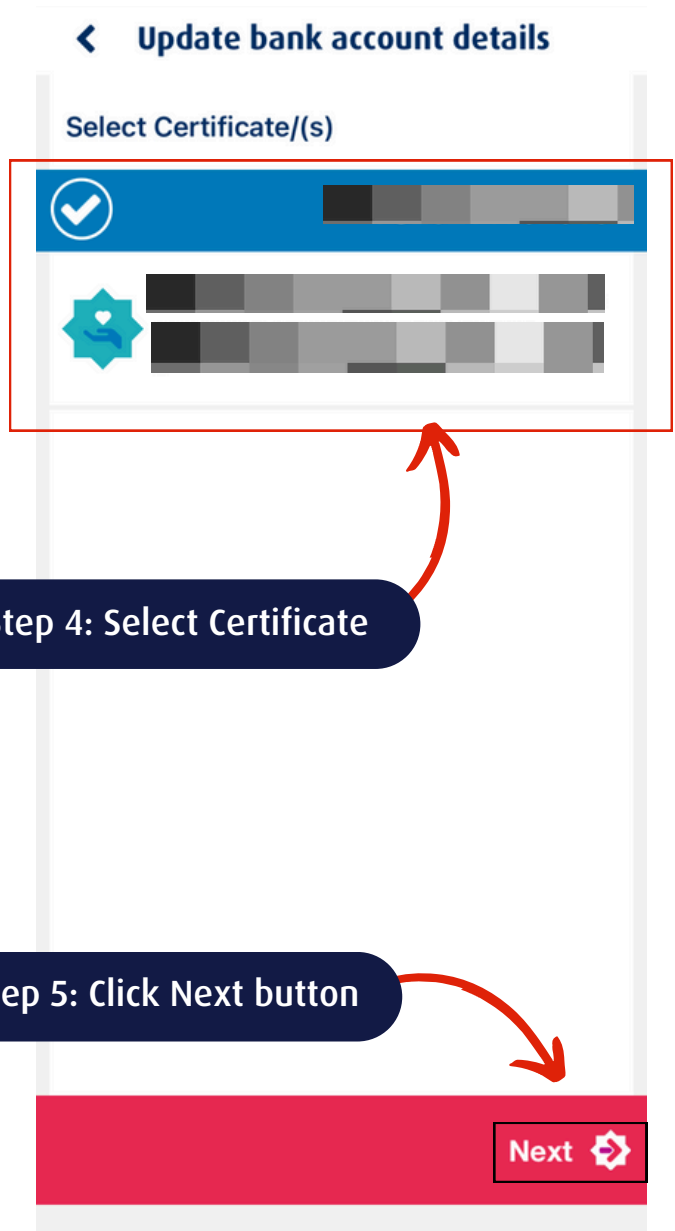 Update bank account details
Select Certificate/(s)
tep 4: Select Certificate
ep 5: Click Next button
Next